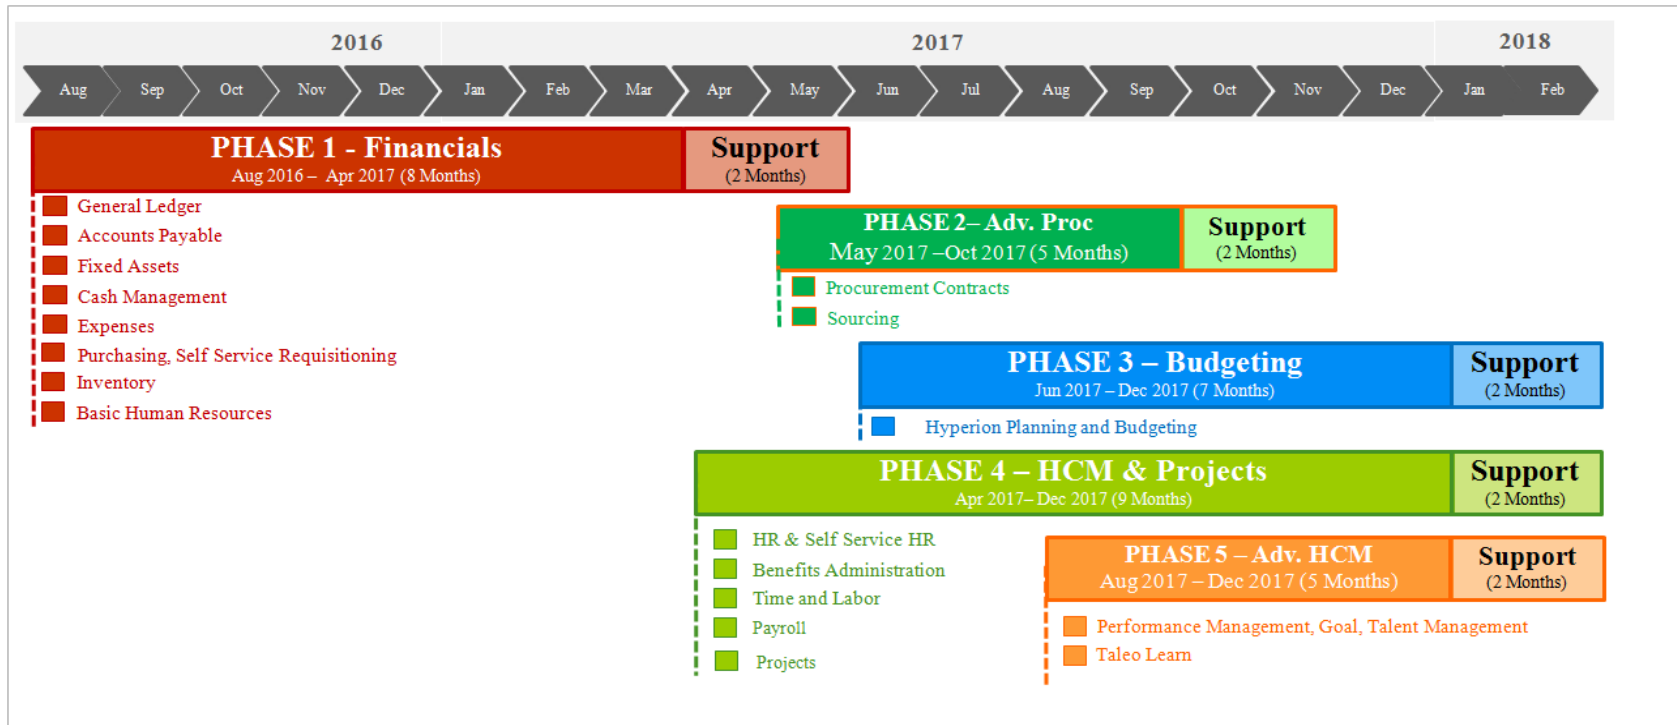 2016
2017
2018
Aug
Sep
Oct
Nov
Dec
Jan
Feb
Mar
Apr
May
Jun
Jul
Aug
Sep
Oct
Nov
Dec
Jan
Feb
PHASE 1 - Financials
Aug 2016 – Apr 2017 (8 Months)
Support
(2 Months)
General Ledger
Accounts Payable
Fixed Assets
Cash Management
Expenses
Purchasing, Self Service Requisitioning
Inventory
Basic Human Resources
PHASE 2– Adv. Proc
May 2017 –Oct 2017 (5 Months)
Support
(2 Months)
Procurement Contracts
Sourcing
PHASE 3 – Budgeting
Jun 2017 – Dec 2017 (7 Months)
Support
(2 Months)
Hyperion Planning and Budgeting
PHASE 4 – HCM & Projects
Apr 2017– Dec 2017 (9 Months)
Support
(2 Months)
HR & Self Service HR
Benefits Administration
Time and Labor
Payroll
Projects
PHASE 5 – Adv. HCM
Aug 2017 – Dec 2017 (5 Months)
Support
(2 Months)
Performance Management, Goal, Talent Management
Taleo Learn